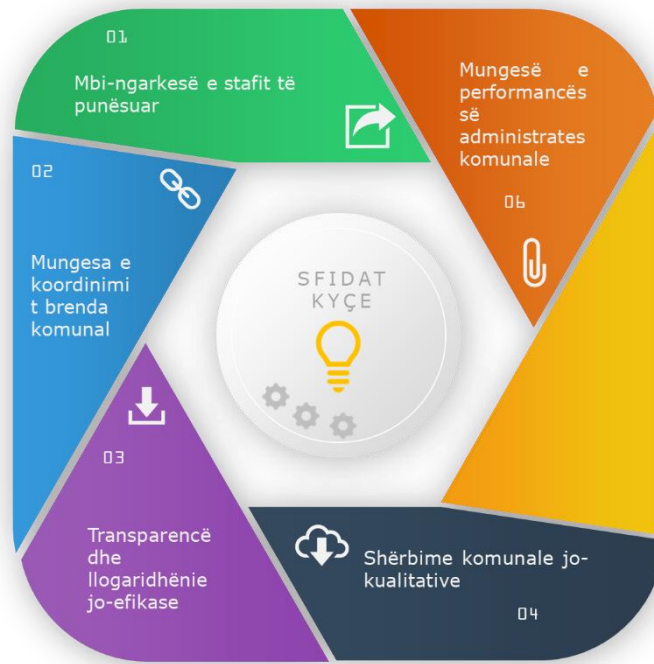 01
Mbi-ngarkesë e stafit të
punësuar
02
Mungesa e
koordinimi
t brenda
komunal
03
Transparencë
dhe
llogaridhënie
jo-efikase
Shërbime komunale jo-
kualitative
04
Mungesë e
performancës
së
administrates
komunale
06
SFIDAT
KYÇE